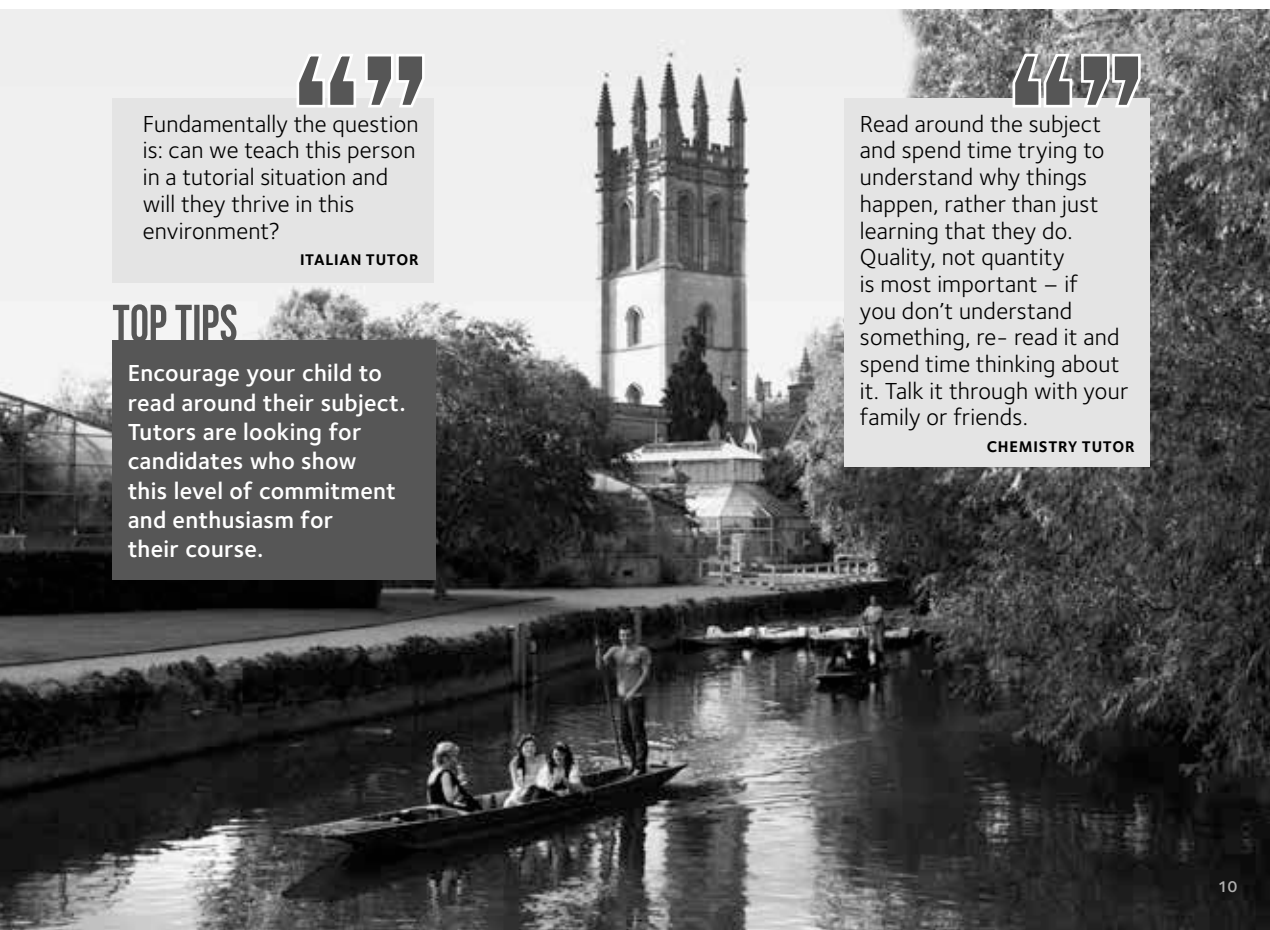 Fundamentally the question
is: can we teach this person
in a tutorial situation and
will they thrive in this
environment?
ITALIAN TUTOR
TOP TIPS
Encourage your child to
read around their subject.
Tutors are looking for
candidates who show
this level of commitment
and enthusiasm for
their course.
Read around the subject
and spend time trying to
understand why things
happen, rather than just
learning that they do.
Quality, not quantity
is most important – if
you don’t understand
something, re- read it and
spend time thinking about
it. Talk it through with your
family or friends.
CHEMISTRY TUTOR
10